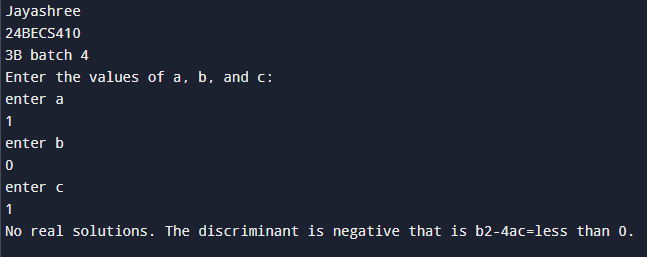 Jayashree
24BECS410
3B batch 4
Enter the values of a, b, and c:
enter a
1
enter b
0
enter c
1
No real solutions. The discriminant is negative that is b2-4ac=less than 0.